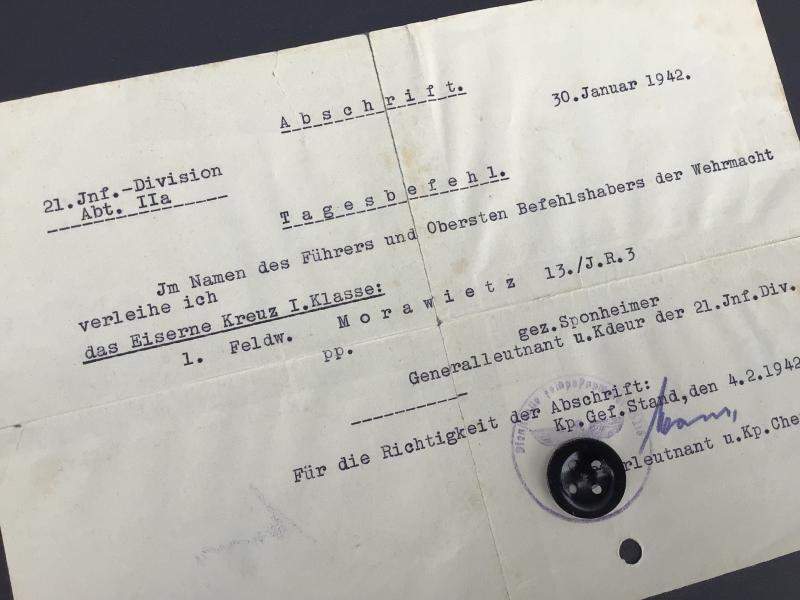 Abschrift.
30.Januar 1942.
21.Jnf.-Division
Abt. IIa
Tagesbefehl.
Jm Namen des Führers und Obersten Befehlshabers der Wehrmacht
verleihe ich
das Eiserne Kreuz I.Klasse:
1. Feldw. Morawietz 13./J.R.3
pp.
gez.Sponheimer
Generalleutnant u.Kdeur der 21.Jnf.Div.
Für die Richtigkeit der Abschrift:
Kp.Gef.Stand,den 4.2.1942
rleutnant u.Kp.Che